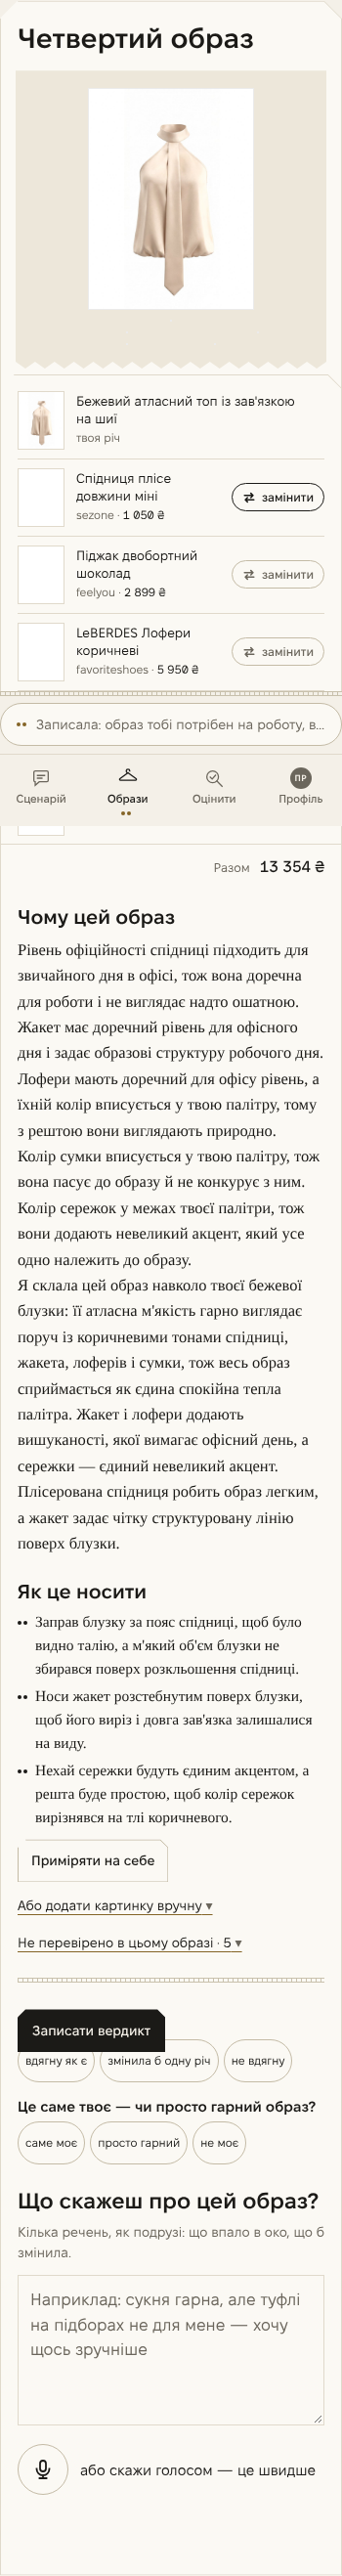 Четвертий образ
Бежевий атласний топ із зав'язкою
на шиї
твоя річ
Спідниця плісе
довжини міні
sezone · 1 050 ₴
⇄ замінити
Піджак двобортний
шоколад
feelyou · 2 899 ₴
⇄ замінити
LeBERDES Лофери
коричневі
favoriteshoes · 5 950 ₴
⇄ замінити
Записала: образ тобі потрібен на роботу, в...
Сценарій
Образи
Оцінити
ПР
Профіль
Разом 13 354 ₴
Чому цей образ
Рівень офіційності спідниці підходить для
звичайного дня в офісі, тож вона доречна
для роботи і не виглядає надто ошатною.
Жакет має доречний рівень для офісного
дня і задає образові структуру робочого дня.
Лофери мають доречний для офісу рівень, а
їхній колір вписується у твою палітру, тому
з рештою вони виглядають природно.
Колір сумки вписується у твою палітру, тож
вона пасує до образу й не конкурує з ним.
Колір сережок у межах твоєї палітри, тож
вони додають невеликий акцент, який усе
одно належить до образу.
Я склала цей образ навколо твоєї бежевої
блузки: її атласна м'якість гарно виглядає
поруч із коричневими тонами спідниці,
жакета, лоферів і сумки, тож весь образ
сприймається як єдина спокійна тепла
палітра. Жакет і лофери додають
вишуканості, якої вимагає офісний день, а
сережки — єдиний невеликий акцент.
Плісерована спідниця робить образ легким,
а жакет задає чітку структуровану лінію
поверх блузки.
Як це носити
•• Заправ блузку за пояс спідниці, щоб було
видно талію, а м'який об'єм блузки не
збирався поверх розкльошення спідниці.
•• Носи жакет розстебнутим поверх блузки,
щоб його виріз і довга зав'язка залишалися
на виду.
•• Нехай сережки будуть єдиним акцентом, а
решта буде простою, щоб колір сережок
вирізнявся на тлі коричневого.
Приміряти на себе
Або додати картинку вручну ▾
Не перевірено в цьому образі · 5 ▾
Записати вердикт
вдягну як є
змінила б одну річ
не вдягну
Це саме твоє — чи просто гарний образ?
саме моє
просто гарний
не моє
Що скажеш про цей образ?
Кілька речень, як подрузі: що впало в око, що б
змінила.
Наприклад: сукня гарна, але туфлі
на підборах не для мене — хочу
щось зручніше
або скажи голосом — це швидше